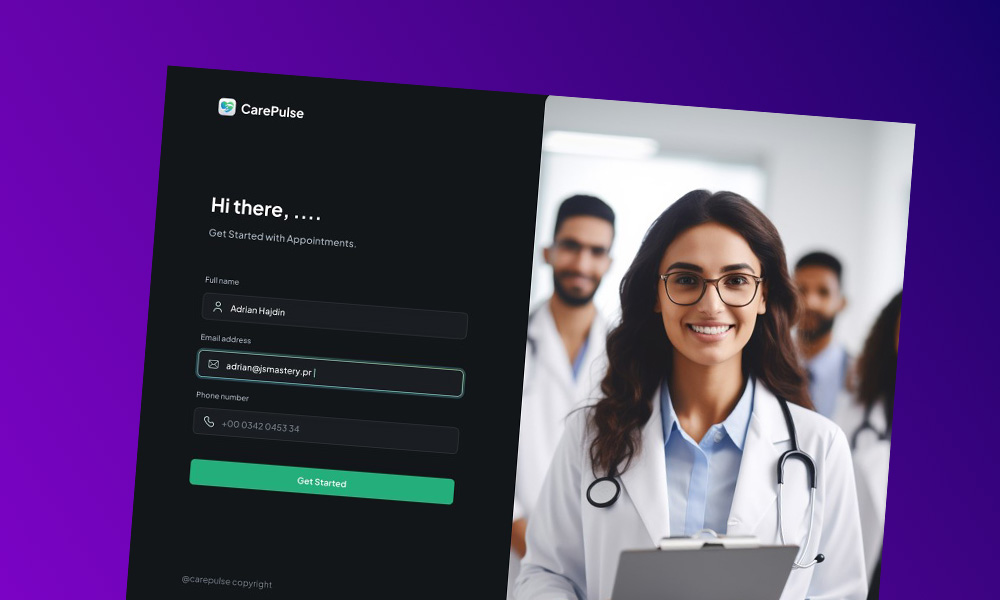 CarePulse
Hi there, ....
Get Started with Appointments.
Full name
Adrian Hajdin
Email address
adrian@jsmastery.pr
Phone number
+00 0342 0453 34
Get Started
@carepulse copyright